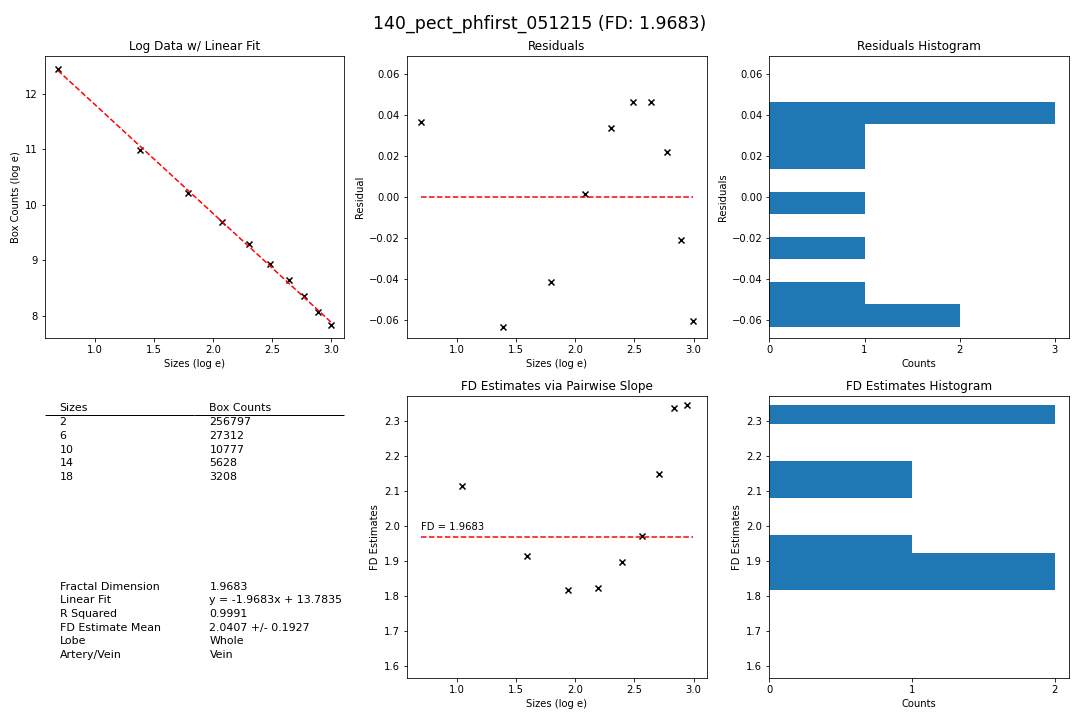 140_pect_phfirst_051215 (FD: 1.9683)
Log Data w/ Linear Fit
Box Counts (log e)
12
11
10
9
8
1.0
1.5
2.0
2.5
3.0
Sizes (log e)
Residuals
Residual
0.06
0.04
0.02
0.00
−0.02
−0.04
−0.06
1.0
1.5
2.0
2.5
3.0
Sizes (log e)
Residuals Histogram
Residuals
0.06
0.04
0.02
0.00
−0.02
−0.04
−0.06
0
1
2
3
Counts
Sizes Box Counts
2 256797
6 27312
10 10777
14 5628
18 3208
Fractal Dimension 1.9683
Linear Fit y = -1.9683x + 13.7835
R Squared 0.9991
FD Estimate Mean 2.0407 +/- 0.1927
Lobe Whole
Artery/Vein Vein
FD Estimates via Pairwise Slope
FD Estimates
2.3
2.2
2.1
2.0
1.9
1.8
1.7
1.6
FD = 1.9683
1.0
1.5
2.0
2.5
3.0
Sizes (log e)
FD Estimates Histogram
FD Estimates
2.3
2.2
2.1
2.0
1.9
1.8
1.7
1.6
0
1
2
Counts